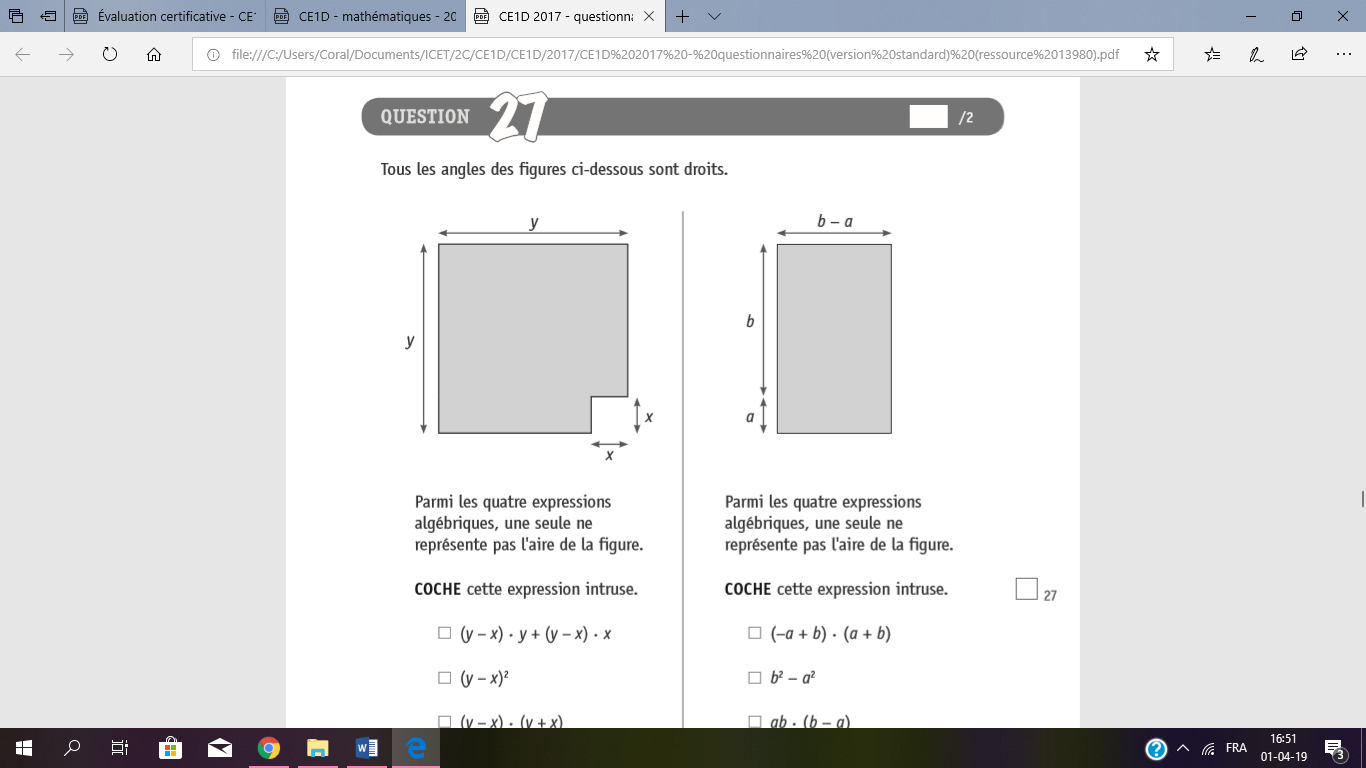 Évaluation certificative - CE
CE1D - mathématiques - 20
CE1D 2017 - questionna
file:///C:/Users/Coral/Documents/ICET/2C/CE1D/CE1D/2017/CE1D%202017%20-%20questionnaires%20(version%20standard)%20(ressource%2013980).pdf
QUESTION 27
/2
Tous les angles des figures ci-dessous sont droits.
y
y
x
x
b – a
b
a
Parmi les quatre expressions
algébriques, une seule ne
représente pas l'aire de la figure.
COCHE cette expression intruse.
(y – x) · y + (y – x) · x
(y – x)²
(y – x) · (y + x)
Parmi les quatre expressions
algébriques, une seule ne
représente pas l'aire de la figure.
COCHE cette expression intruse.
27
(–a + b) · (a + b)
b² – a²
ab · (b – a)
FRA
16:51
01-04-19
3